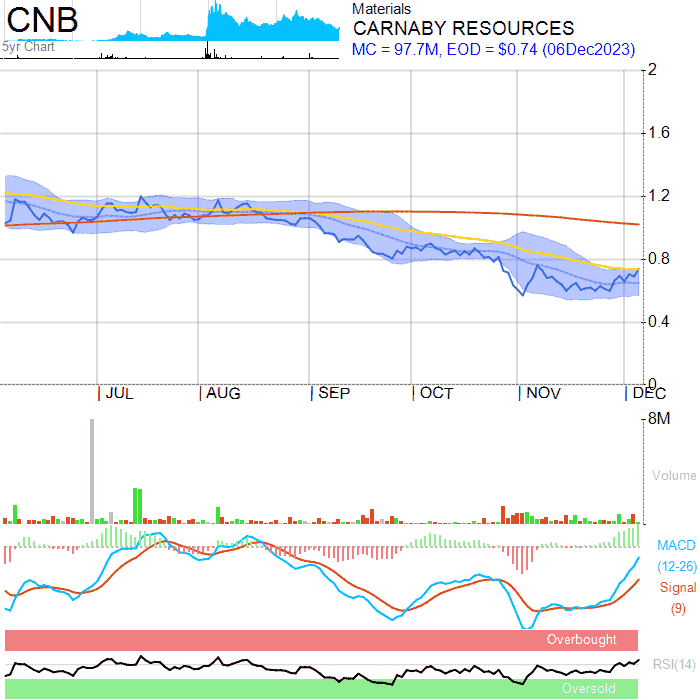 CNB
5yr Chart
Materials
CARNABY RESOURCES
MC = 97.7M, EOD = $0.74 (06Dec2023)
2
1.6
1.2
0.8
0.4
0
JUL AUG SEP OCT NOV DEC
8M
Volume
MACD
(12-26)
Signal
(9)
Overbought
RSI(14)
Oversold